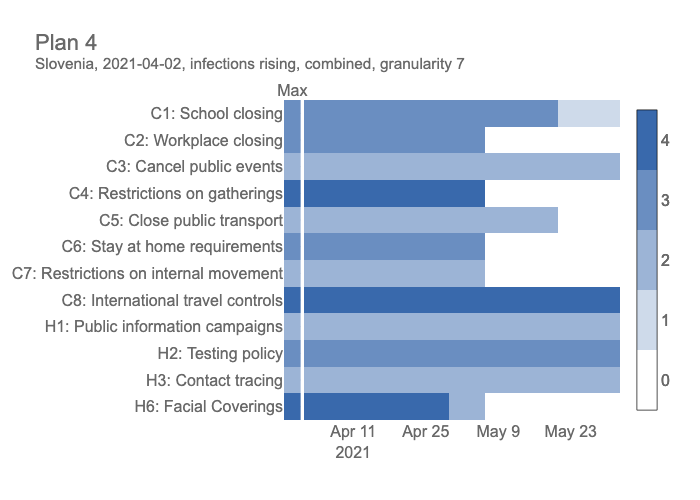 Plan 4
Slovenia, 2021-04-02, infections rising, combined, granularity 7
Max
C1: School closing
C2: Workplace closing
C3: Cancel public events
C4: Restrictions on gatherings
C5: Close public transport
C6: Stay at home requirements
C7: Restrictions on internal movement
C8: International travel controls
H1: Public information campaigns
H2: Testing policy
H3: Contact tracing
H6: Facial Coverings
Apr 11 Apr 25 May 9 May 23
2021
4
3
2
1
0